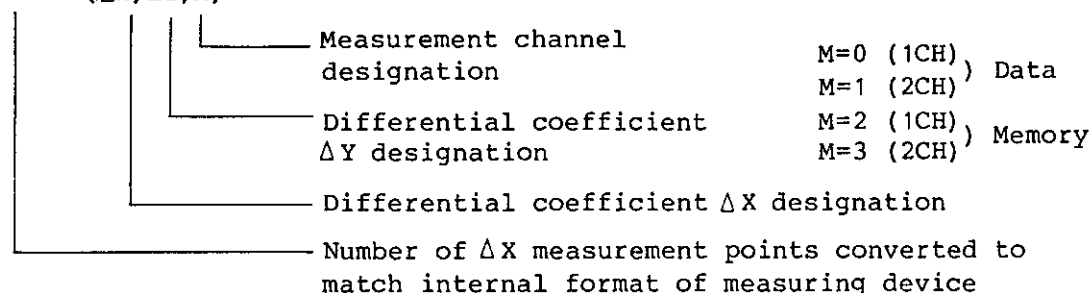 Measurement channel
designation
M=0 (1CH)
M=1 (2CH) ) Data
Differential coefficient
ΔY designation
M=2 (1CH)
M=3 (2CH) ) Memory
Differential coefficient ΔX designation
Number of ΔX measurement points converted to
match internal format of measuring device